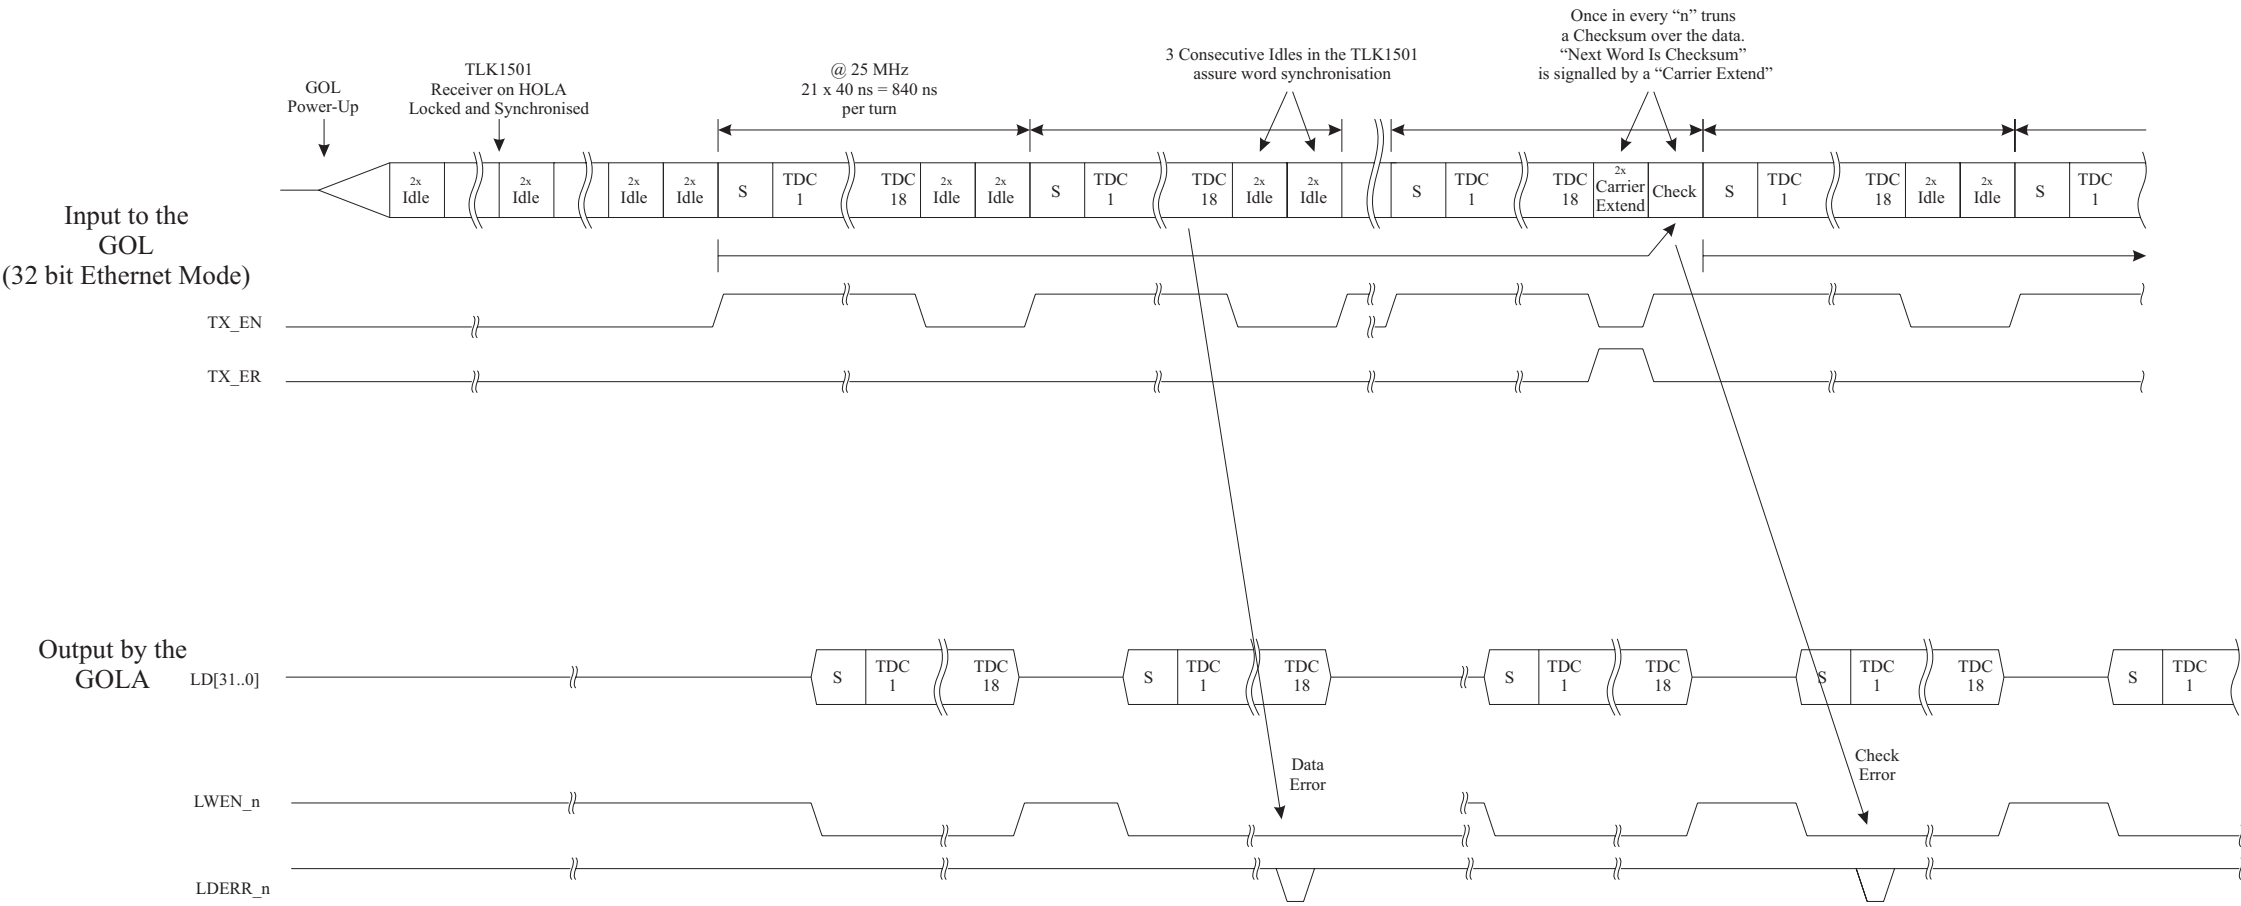 Once in every “n” truns
a Checksum over the data.
“Next Word Is Checksum”
is signalled by a “Carrier Extend”
3 Consecutive Idles in the TLK1501
assure word synchronisation
@ 25 MHz
21 x 40 ns = 840 ns
per turn
TLK1501
Receiver on HOLA
Locked and Synchronised
GOL
Power-Up
Input to the
GOL
(32 bit Ethernet Mode)
2x
Idle
2x
Idle
2x
Idle
2x
Idle
S
TDC
1
TDC
18
2x
Idle
2x
Idle
S
TDC
1
TDC
18
2x
Idle
2x
Idle
S
TDC
1
TDC
18
2x
Carrier
Extend
Check
S
TDC
1
TDC
18
2x
Idle
2x
Idle
S
TDC
1
TX_EN
TX_ER
Output by the
GOLA
LD[31..0]
S
TDC
1
TDC
18
S
TDC
1
TDC
18
S
TDC
1
TDC
18
S
TDC
1
TDC
18
S
TDC
1
Data
Error
Check
Error
LWEN_n
LDERR_n